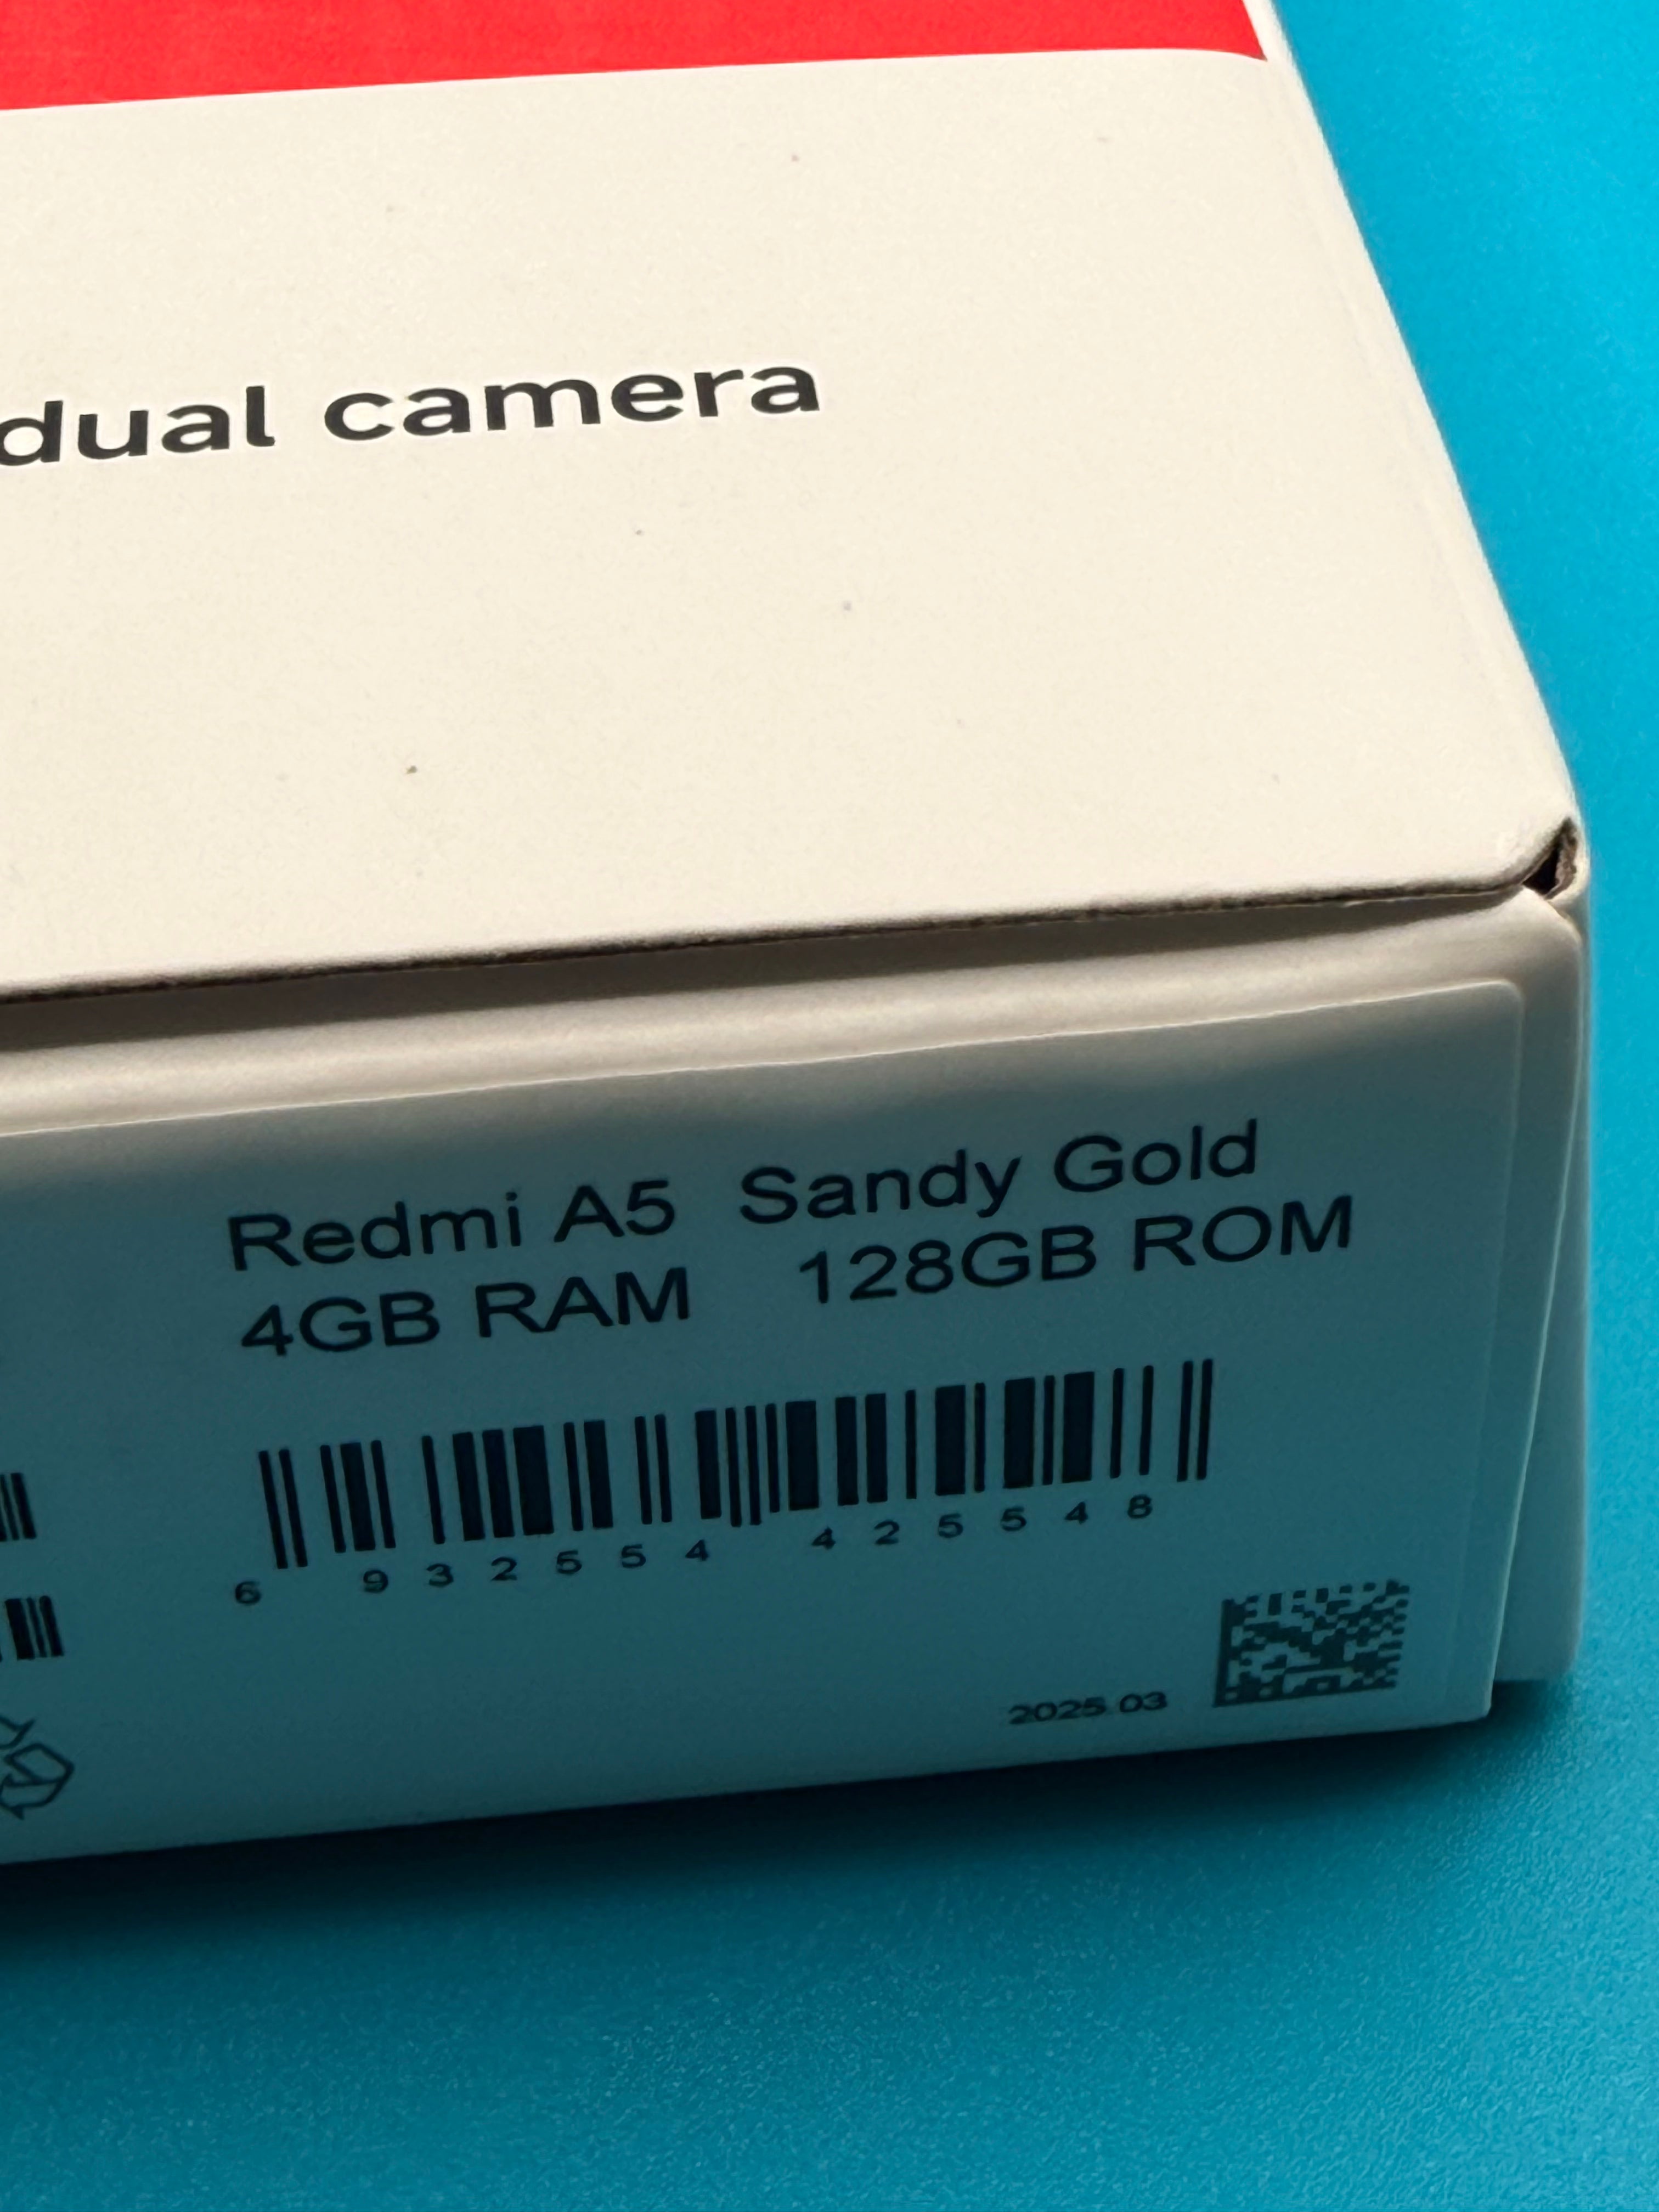 dual camera
Redmi A5 Sandy Gold
4GB RAM 128GB ROM
6 932554 425548
2025.03